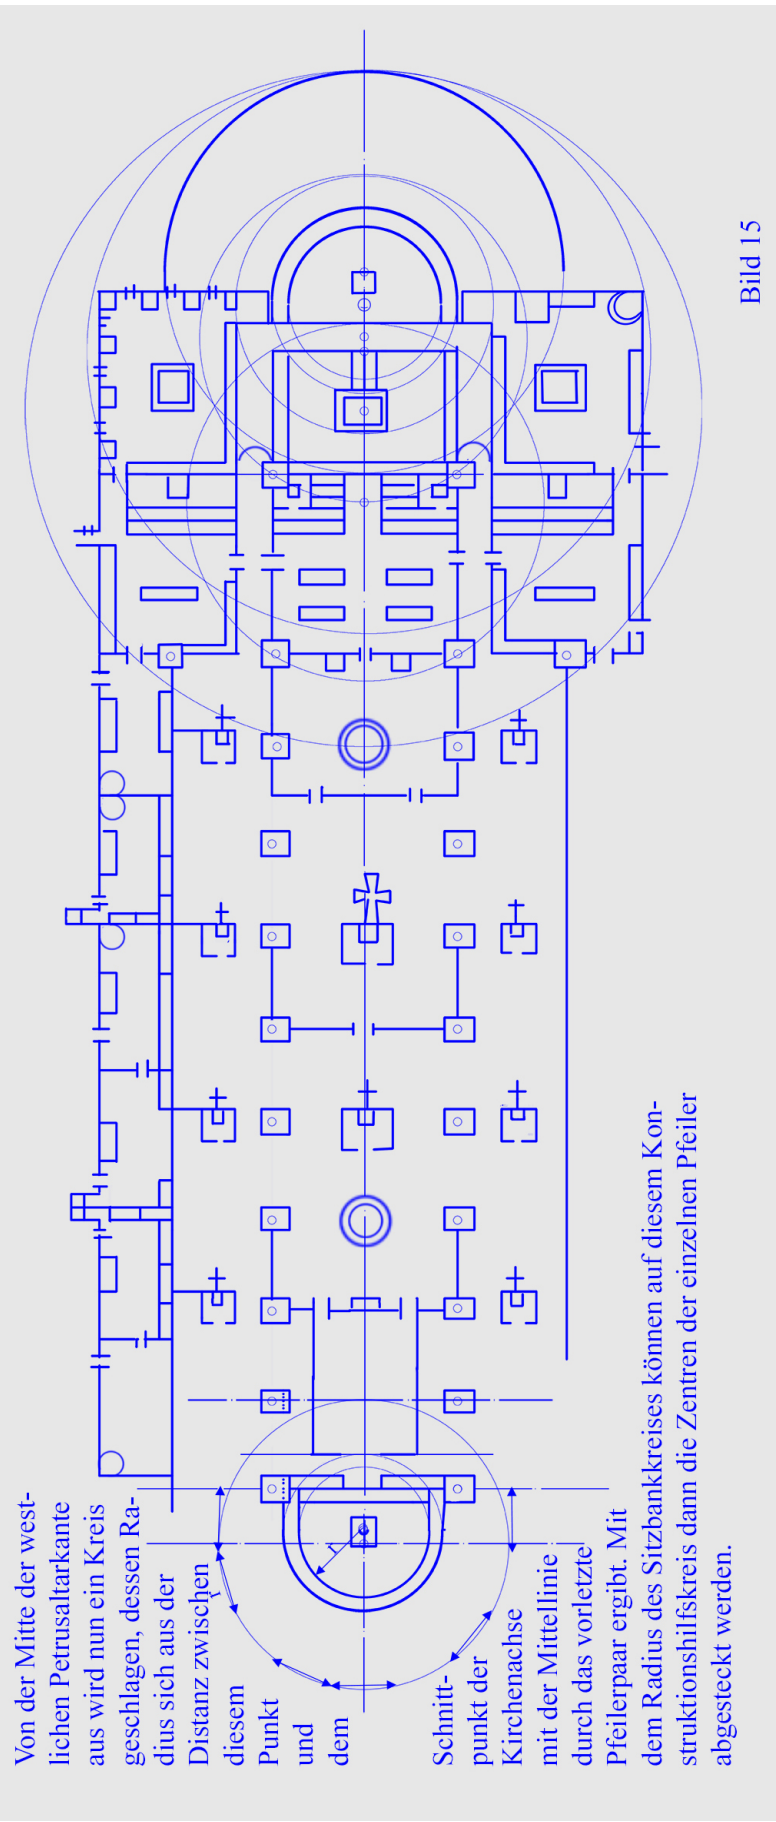 Von der Mitte der west-
lichen Petrusaltarkante
aus wird nun ein Kreis
geschlagen, dessen Ra-
dius sich aus der
Distanz zwischen
diesem
Punkt
und
dem
Schnitt-
punkt der
Kirchenachse
mit der Mittellinie
durch das vorletzte
Pfeilerpaar ergibt. Mit
dem Radius des Sitzbankkreises können auf diesem Kon-
struktionshilfskreis dann die Zentren der einzelnen Pfeiler
abgesteckt werden.
r
r
Bild 15